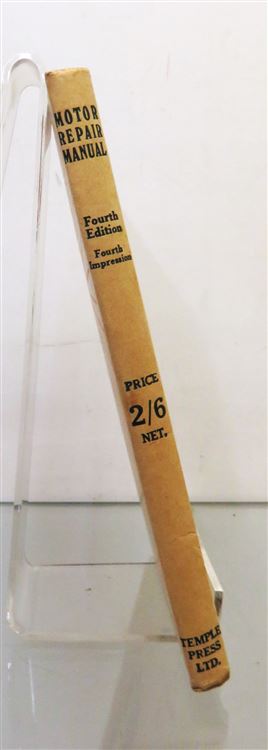 MOTOR
REPAIR
MANUAL
Fourth
Edition
Fourth
Impression
PRICE
2/6
NET.
TEMPLE
PRESS
LTD.